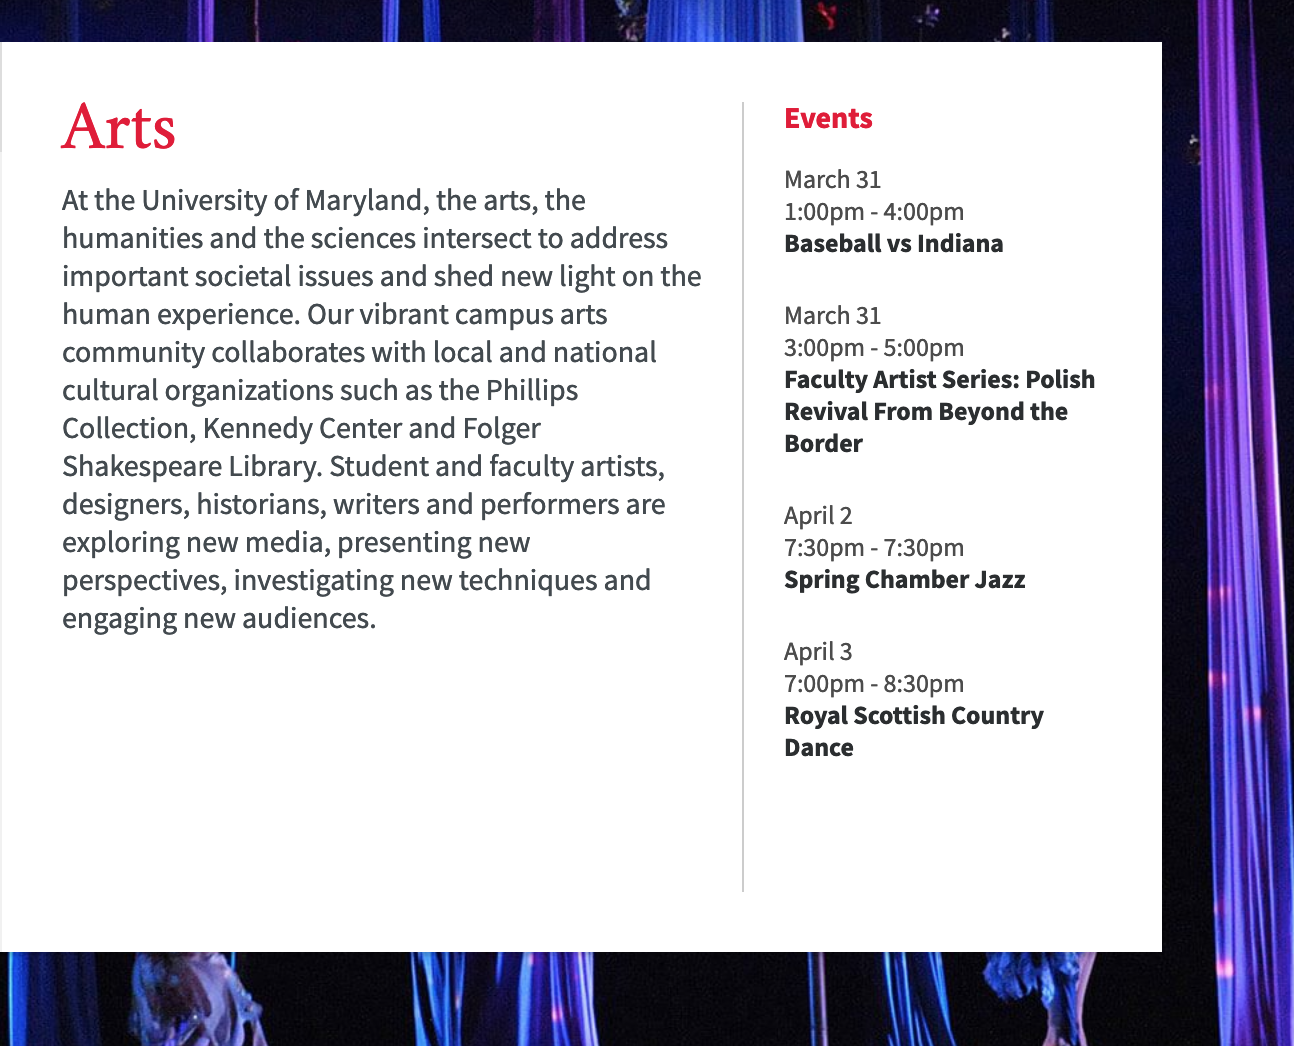 Arts
At the University of Maryland, the arts, the
humanities and the sciences intersect to address
important societal issues and shed new light on the
human experience. Our vibrant campus arts
community collaborates with local and national
cultural organizations such as the Phillips
Collection, Kennedy Center and Folger
Shakespeare Library. Student and faculty artists,
designers, historians, writers and performers are
exploring new media, presenting new
perspectives, investigating new techniques and
engaging new audiences.
Events
March 31
1:00pm - 4:00pm
Baseball vs Indiana
March 31
3:00pm - 5:00pm
Faculty Artist Series: Polish
Revival From Beyond the
Border
April 2
7:30pm - 7:30pm
Spring Chamber Jazz
April 3
7:00pm - 8:30pm
Royal Scottish Country
Dance